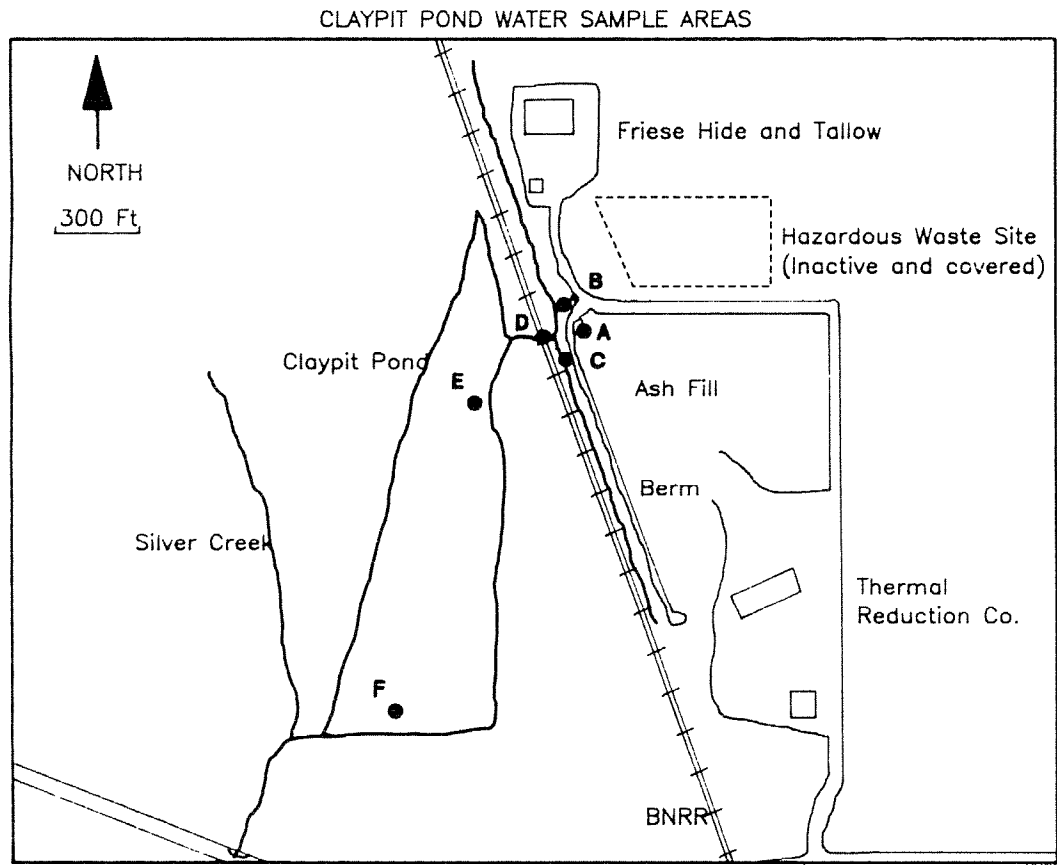 CLAYPIT POND WATER SAMPLE AREAS
NORTH
300 Ft
Friese Hide and Tallow
Hazardous Waste Site
(Inactive and covered)
B
D
A
C
Claypit Pond
E
Ash Fill
Berm
Silver Creek
Thermal
Reduction Co.
F
BNRR